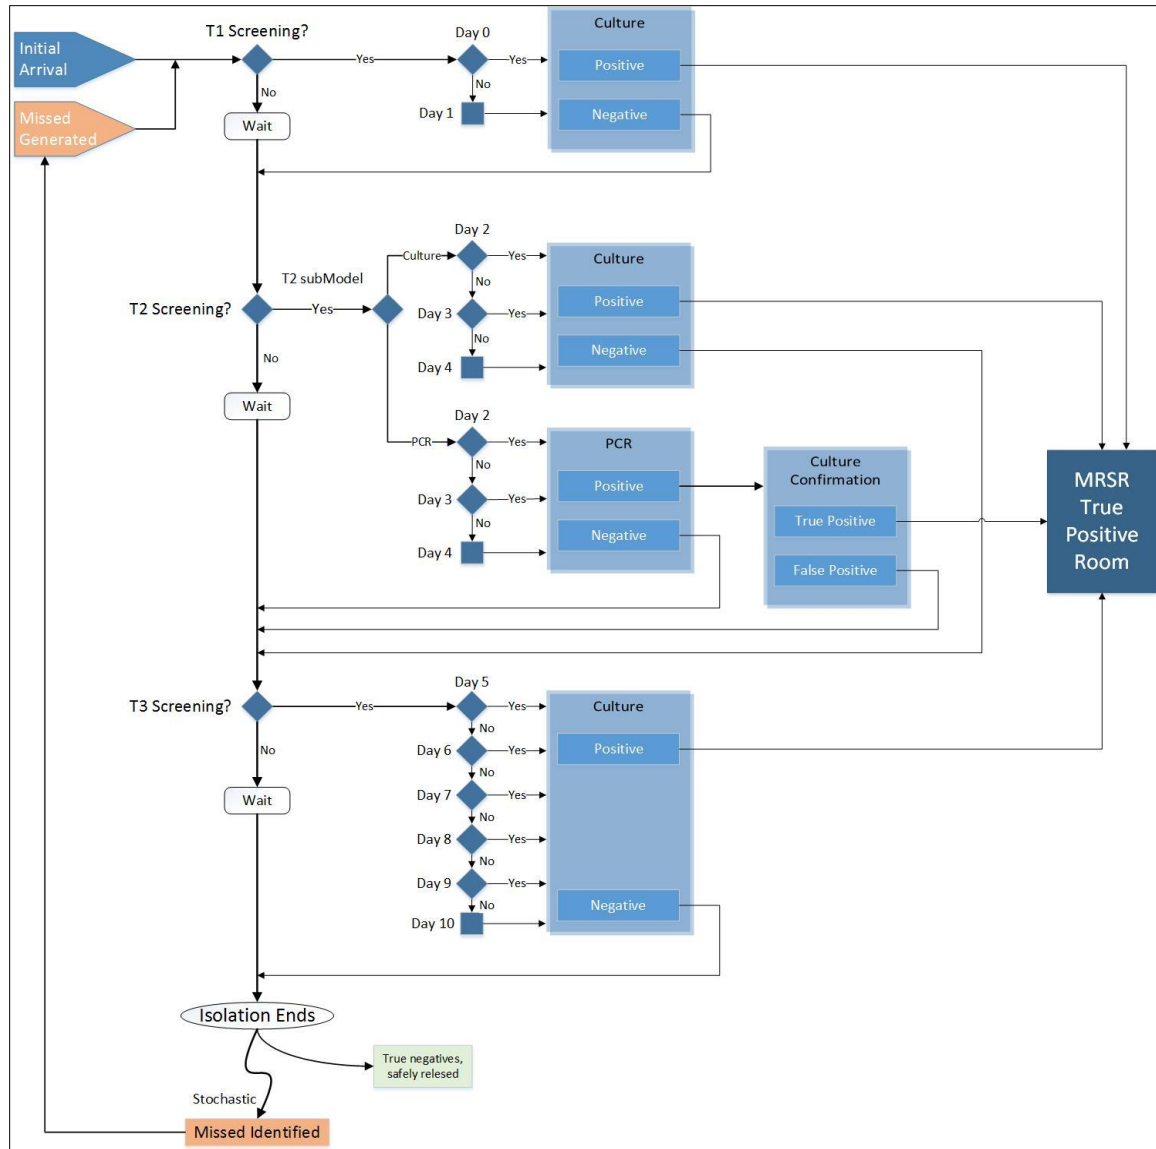 T1 Screening?
Day 0
Culture
Initial
Arrival
Yes
Yes
Positive
No
No
Missed
Generated
Wait
Day 1
Negative
Day 2
Culture
Yes
Culture
T2 subModel
No
Positive
T2 Screening?
Yes
Day 3
Yes
No
Negative
No
Day 4
Wait
Day 2
PCR
Yes
PCR
Culture
Confirmation
No
Positive
Day 3
Yes
True Positive
No
Negative
Day 4
False Positive
MRSR
True
Positive
Room
Day 5
T3 Screening?
Yes
Yes
Culture
No
No
Day 6
Yes
Positive
No
Wait
Day 7
Yes
No
Day 8
Yes
No
Day 9
Yes
No
Negative
Day 10
Isolation Ends
True negatives,
safely relesed
Stochastic
Missed Identified